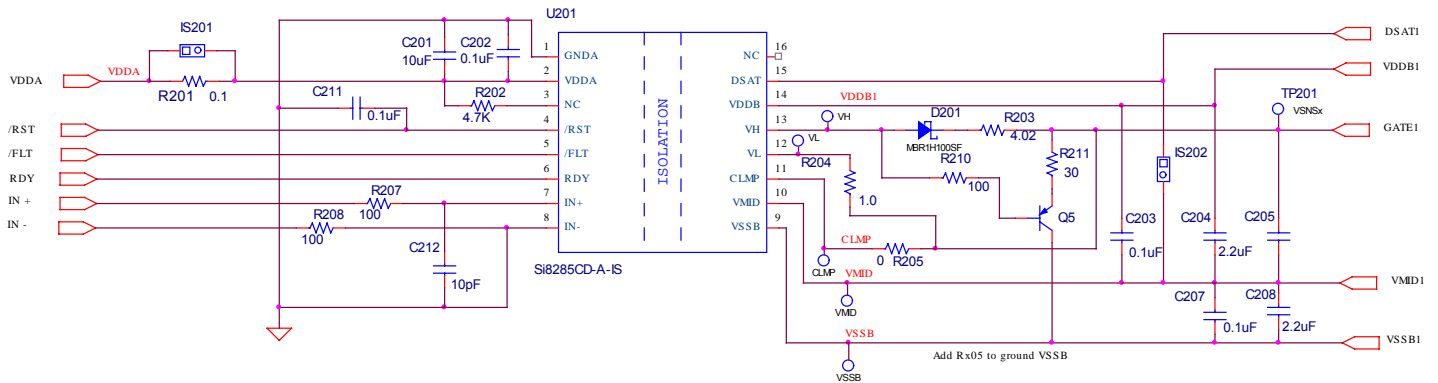 U201
IS201
VDDA
VDDA
R201
0.1
C201
10uF
C202
0.1uF
C211
0.1uF
R202
4.7K
/RST
/FLT
RDY
IN +
IN -
R207
100
R208
100
C212
10pF
1
2
3
4
5
6
7
8
GNDA
VDDA
NC
/RST
/FLT
RDY
IN+
IN-
ISOLATION
NC
DSAT
VDDB
VH
VL
CLMP
VMID
VSSB
16
15
14
13
12
11
10
9
Si8285CD-A-IS
VDDB1
VH
VL
D201
MBR1H100SF
R203
4.02
R204
1.0
R210
100
R211
30
Q5
CLMP
CLMP
0
R205
VMID
VMID
VSSB
VSSB
Add Rx05 to ground VSSB
C203
0.1uF
IS202
C204
2.2uF
C205
C207
0.1uF
C208
2.2uF
TP201
VSNSx
DSAT1
VDDB1
GATE1
VMID1
VSSB1